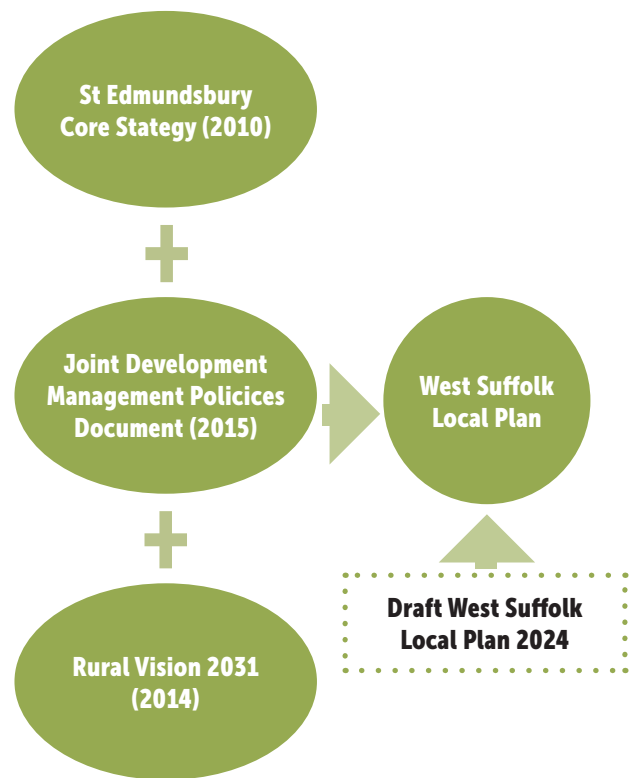 St Edmundsbury
Core Stategy (2010)
Joint Development
Management Policices
Document (2015)
West Suffolk
Local Plan
Draft West Suffolk
Local Plan 2024
Rural Vision 2031
(2014)